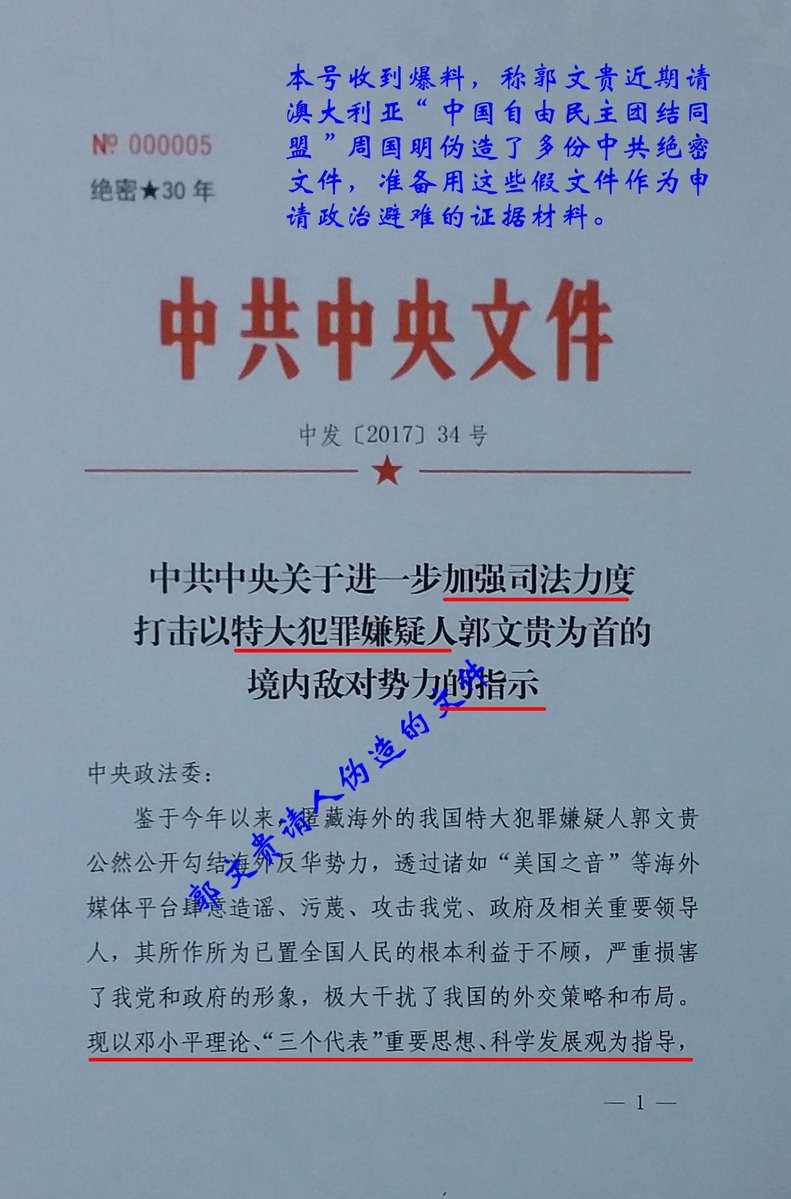 本号收到爆料，称郭文贵近期请
澳大利亚“中国自由民主团结同
盟”周国明伪造了多份中共绝密
文件，准备用这些假文件作为申
请政治避难的证据材料。
№ 000005
绝密★30年
中共中央文件
中发〔2017〕34号
中共中央关于进一步加强司法力度
打击以特大犯罪嫌疑人郭文贵为首的
境内敌对势力的指示
郭文贵请人伪造的文件
中央政法委：
鉴于今年以来，匿藏海外的我国特大犯罪嫌疑人郭文贵
公然公开勾结海外反华势力，透过诸如“美国之音”等海外
媒体平台肆意造谣、污蔑、攻击我党、政府及相关重要领导
人，其所作所为已置全国人民的根本利益于不顾，严重损害
了我党和政府的形象，极大干扰了我国的外交策略和布局。
现以邓小平理论、“三个代表”重要思想、科学发展观为指导，
— 1 —